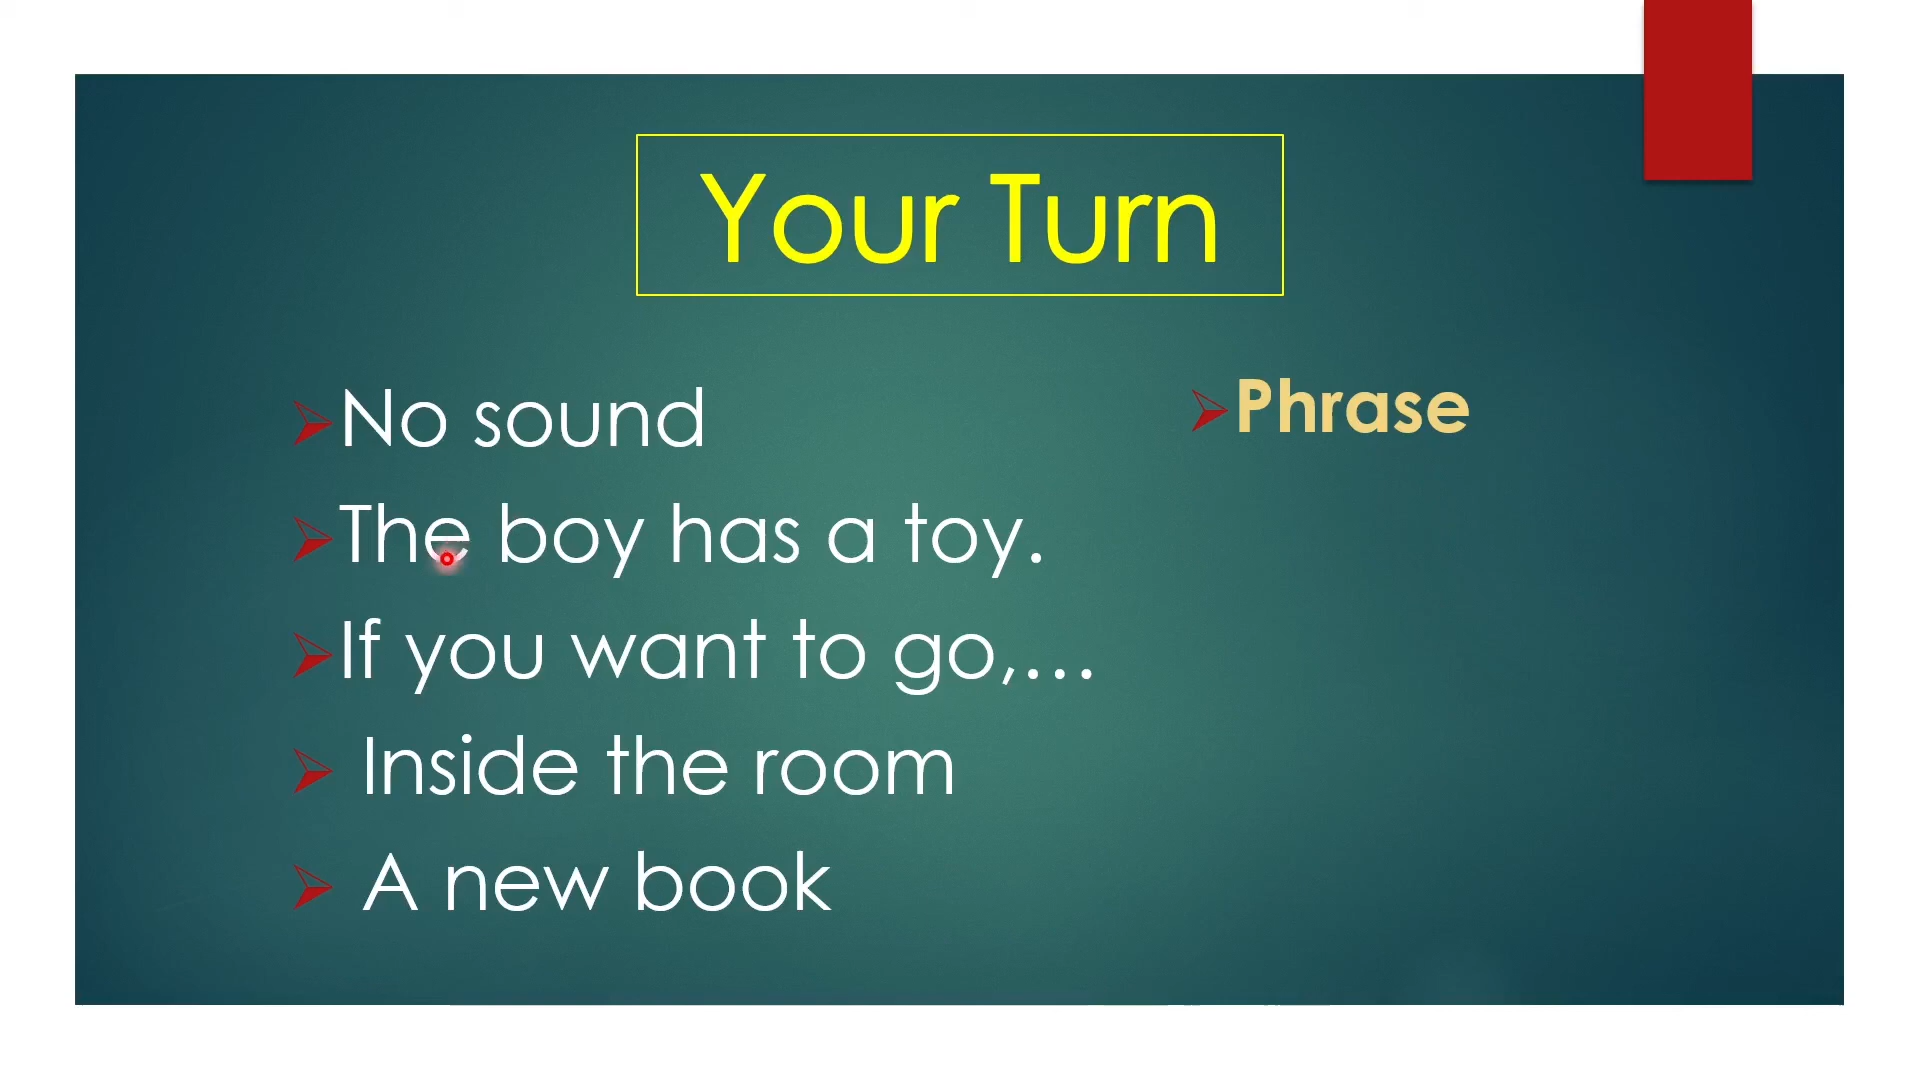 Your Turn
No sound
Phrase
The boy has a toy.
If you want to go,...
Inside the room
A new book